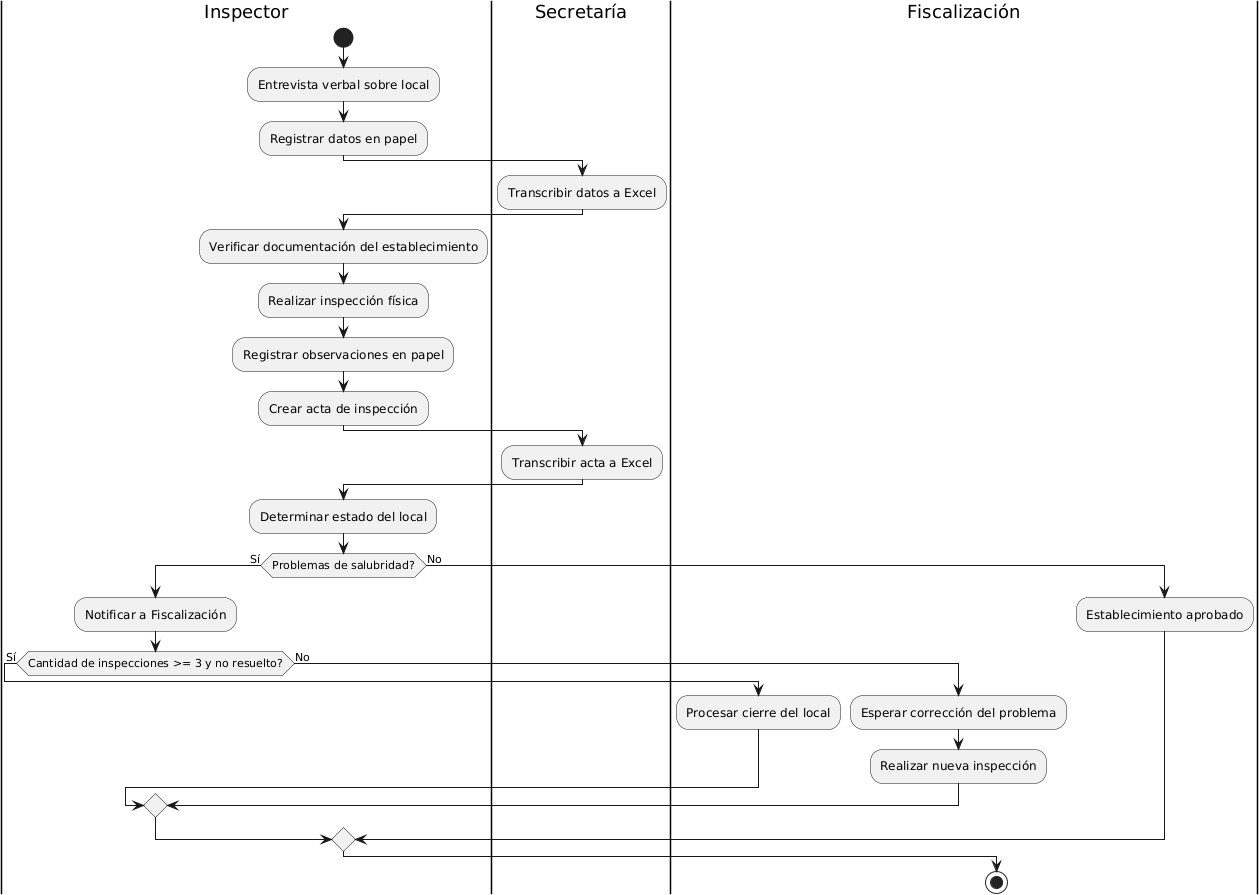 Inspector
Secretaría
Fiscalización
Entrevista verbal sobre local
Registrar datos en papel
Transcribir datos a Excel
Verificar documentación del establecimiento
Realizar inspección física
Registrar observaciones en papel
Crear acta de inspección
Transcribir acta a Excel
Determinar estado del local
Sí
Problemas de salubridad?
No
Notificar a Fiscalización
Establecimiento aprobado
Sí
Cantidad de inspecciones >= 3 y no resuelto?
No
Procesar cierre del local
Esperar corrección del problema
Realizar nueva inspección